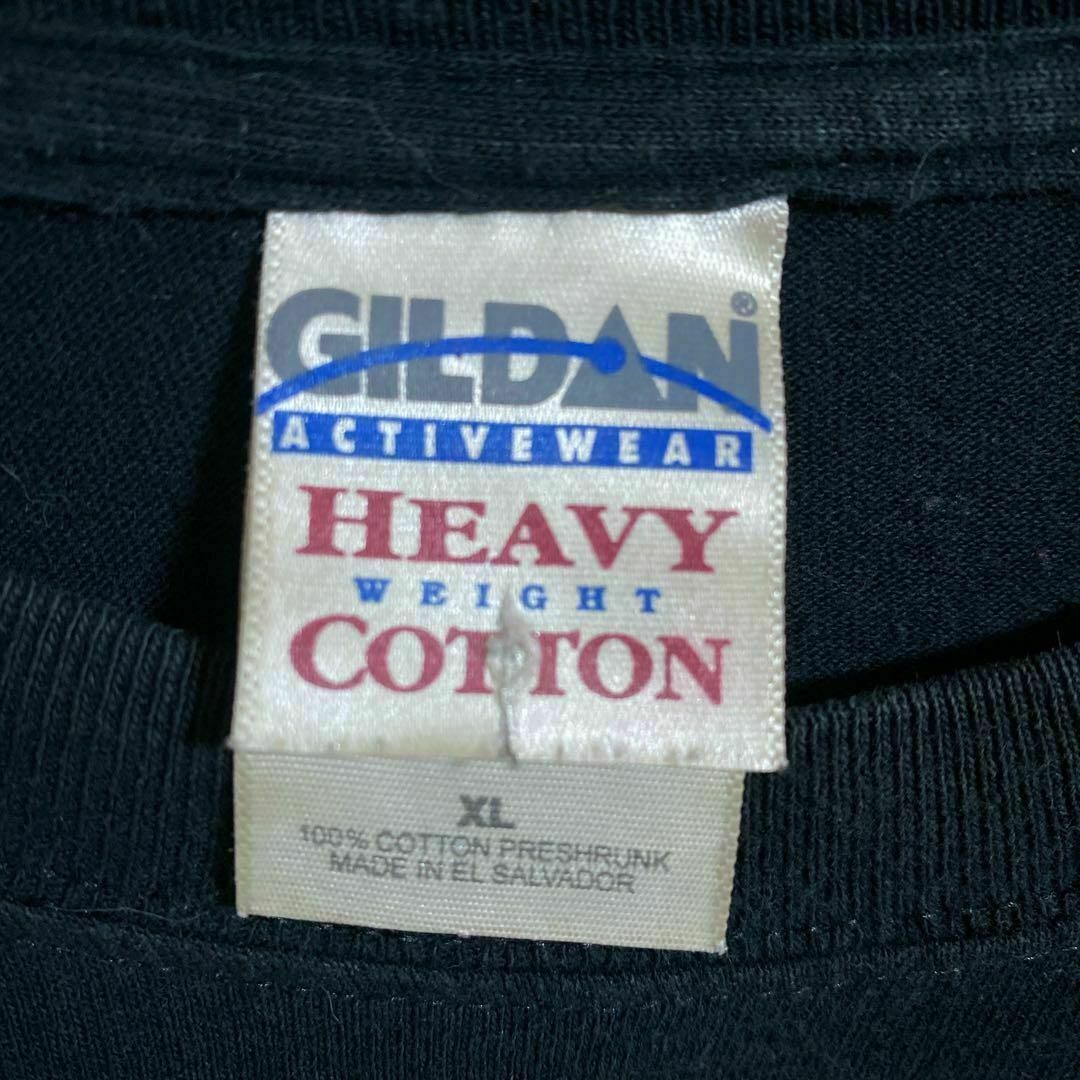 GILDAN®
ACTIVEWEAR
HEAVY
WEIGHT
COTTON
XL
100% COTTON PRESHRUNK
MADE IN EL SALVADOR